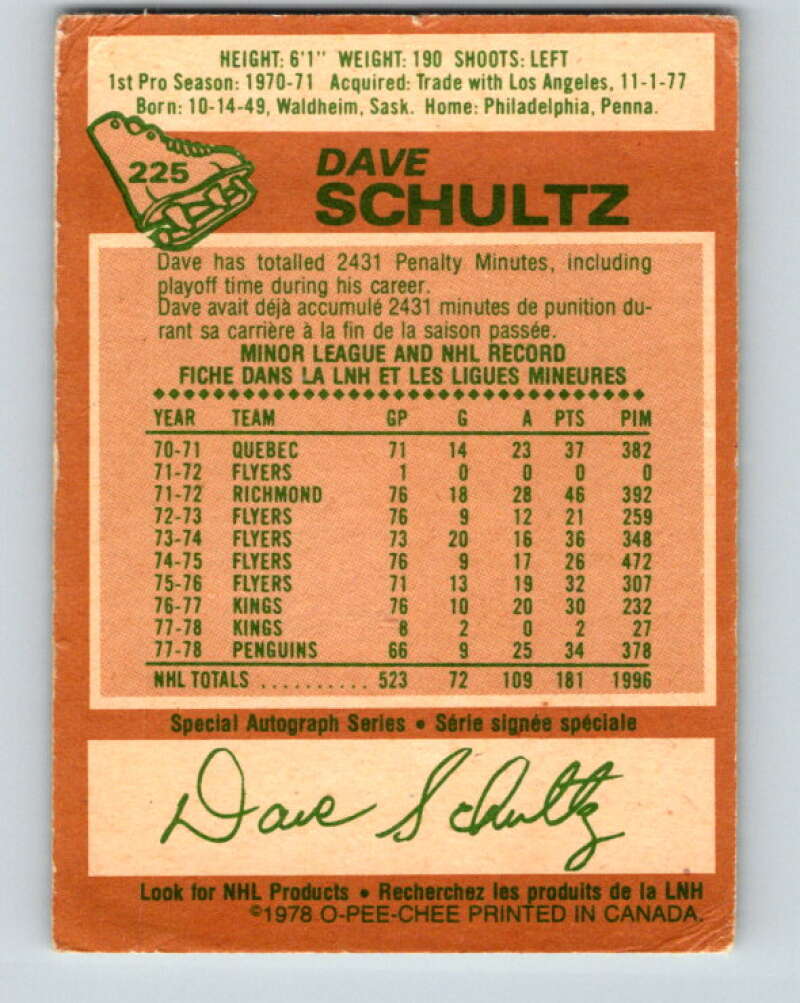 HEIGHT: 6'1" WEIGHT: 190 SHOOTS: LEFT
1st Pro Season: 1970-71 Acquired: Trade with Los Angeles, 11-1-77
Born: 10-14-49, Waldheim, Sask. Home: Philadelphia, Penna.
225
DAVE
SCHULTZ
Dave has totalled 2431 Penalty Minutes, including
playoff time during his career.
Dave avait déjà accumulé 2431 minutes de punition du-
rant sa carrière à la fin de la saison passée.
MINOR LEAGUE AND NHL RECORD
FICHE DANS LA LNH ET LES LIGUES MINEURES
YEAR TEAM GP G A PTS PIM
70-71 QUEBEC 71 14 23 37 382
71-72 FLYERS 1 0 0 0 0
71-72 RICHMOND 76 18 28 46 392
72-73 FLYERS 76 9 12 21 259
73-74 FLYERS 73 20 16 36 348
74-75 FLYERS 76 9 17 26 472
75-76 FLYERS 71 13 19 32 307
76-77 KINGS 76 10 20 30 232
77-78 KINGS 8 2 0 2 27
77-78 PENGUINS 66 9 25 34 378
NHL TOTALS .......... 523 72 109 181 1996
Special Autograph Series • Série signée spéciale
Dave Schultz
Look for NHL Products • Recherchez les produits de la LNH
©1978 O-PEE-CHEE PRINTED IN CANADA.